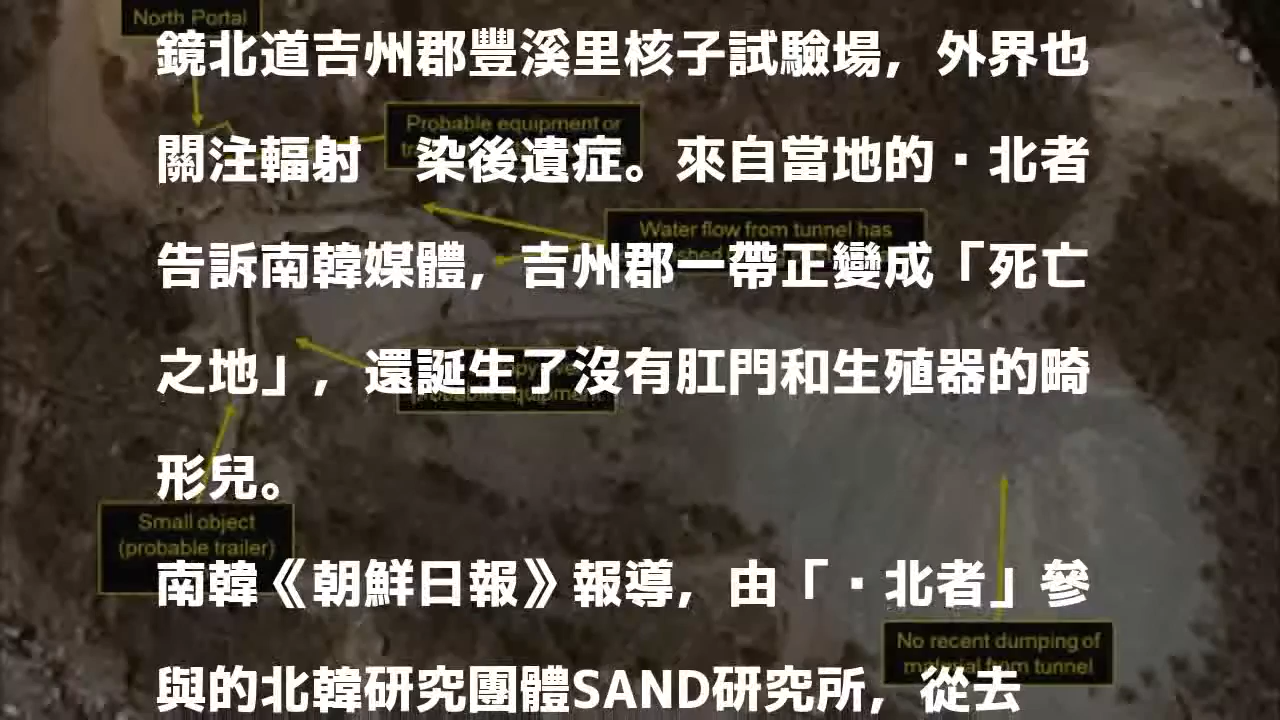 North Portal
鏡北道吉州郡豐溪里核子試驗場，外界也
Probable equipment or
關注輻射　染後遺症。來自當地的·北者
Water flow from tunnel has
告訴南韓媒體，吉州郡一帶正變成「死亡
之地」，還誕生了沒有肛門和生殖器的畸
probable equipment
形兒。
Small object
(probable trailer)
南韓《朝鮮日報》報導，由「·北者」參
No recent dumping of
material from tunnel
與的北韓研究團體SAND研究所，從去